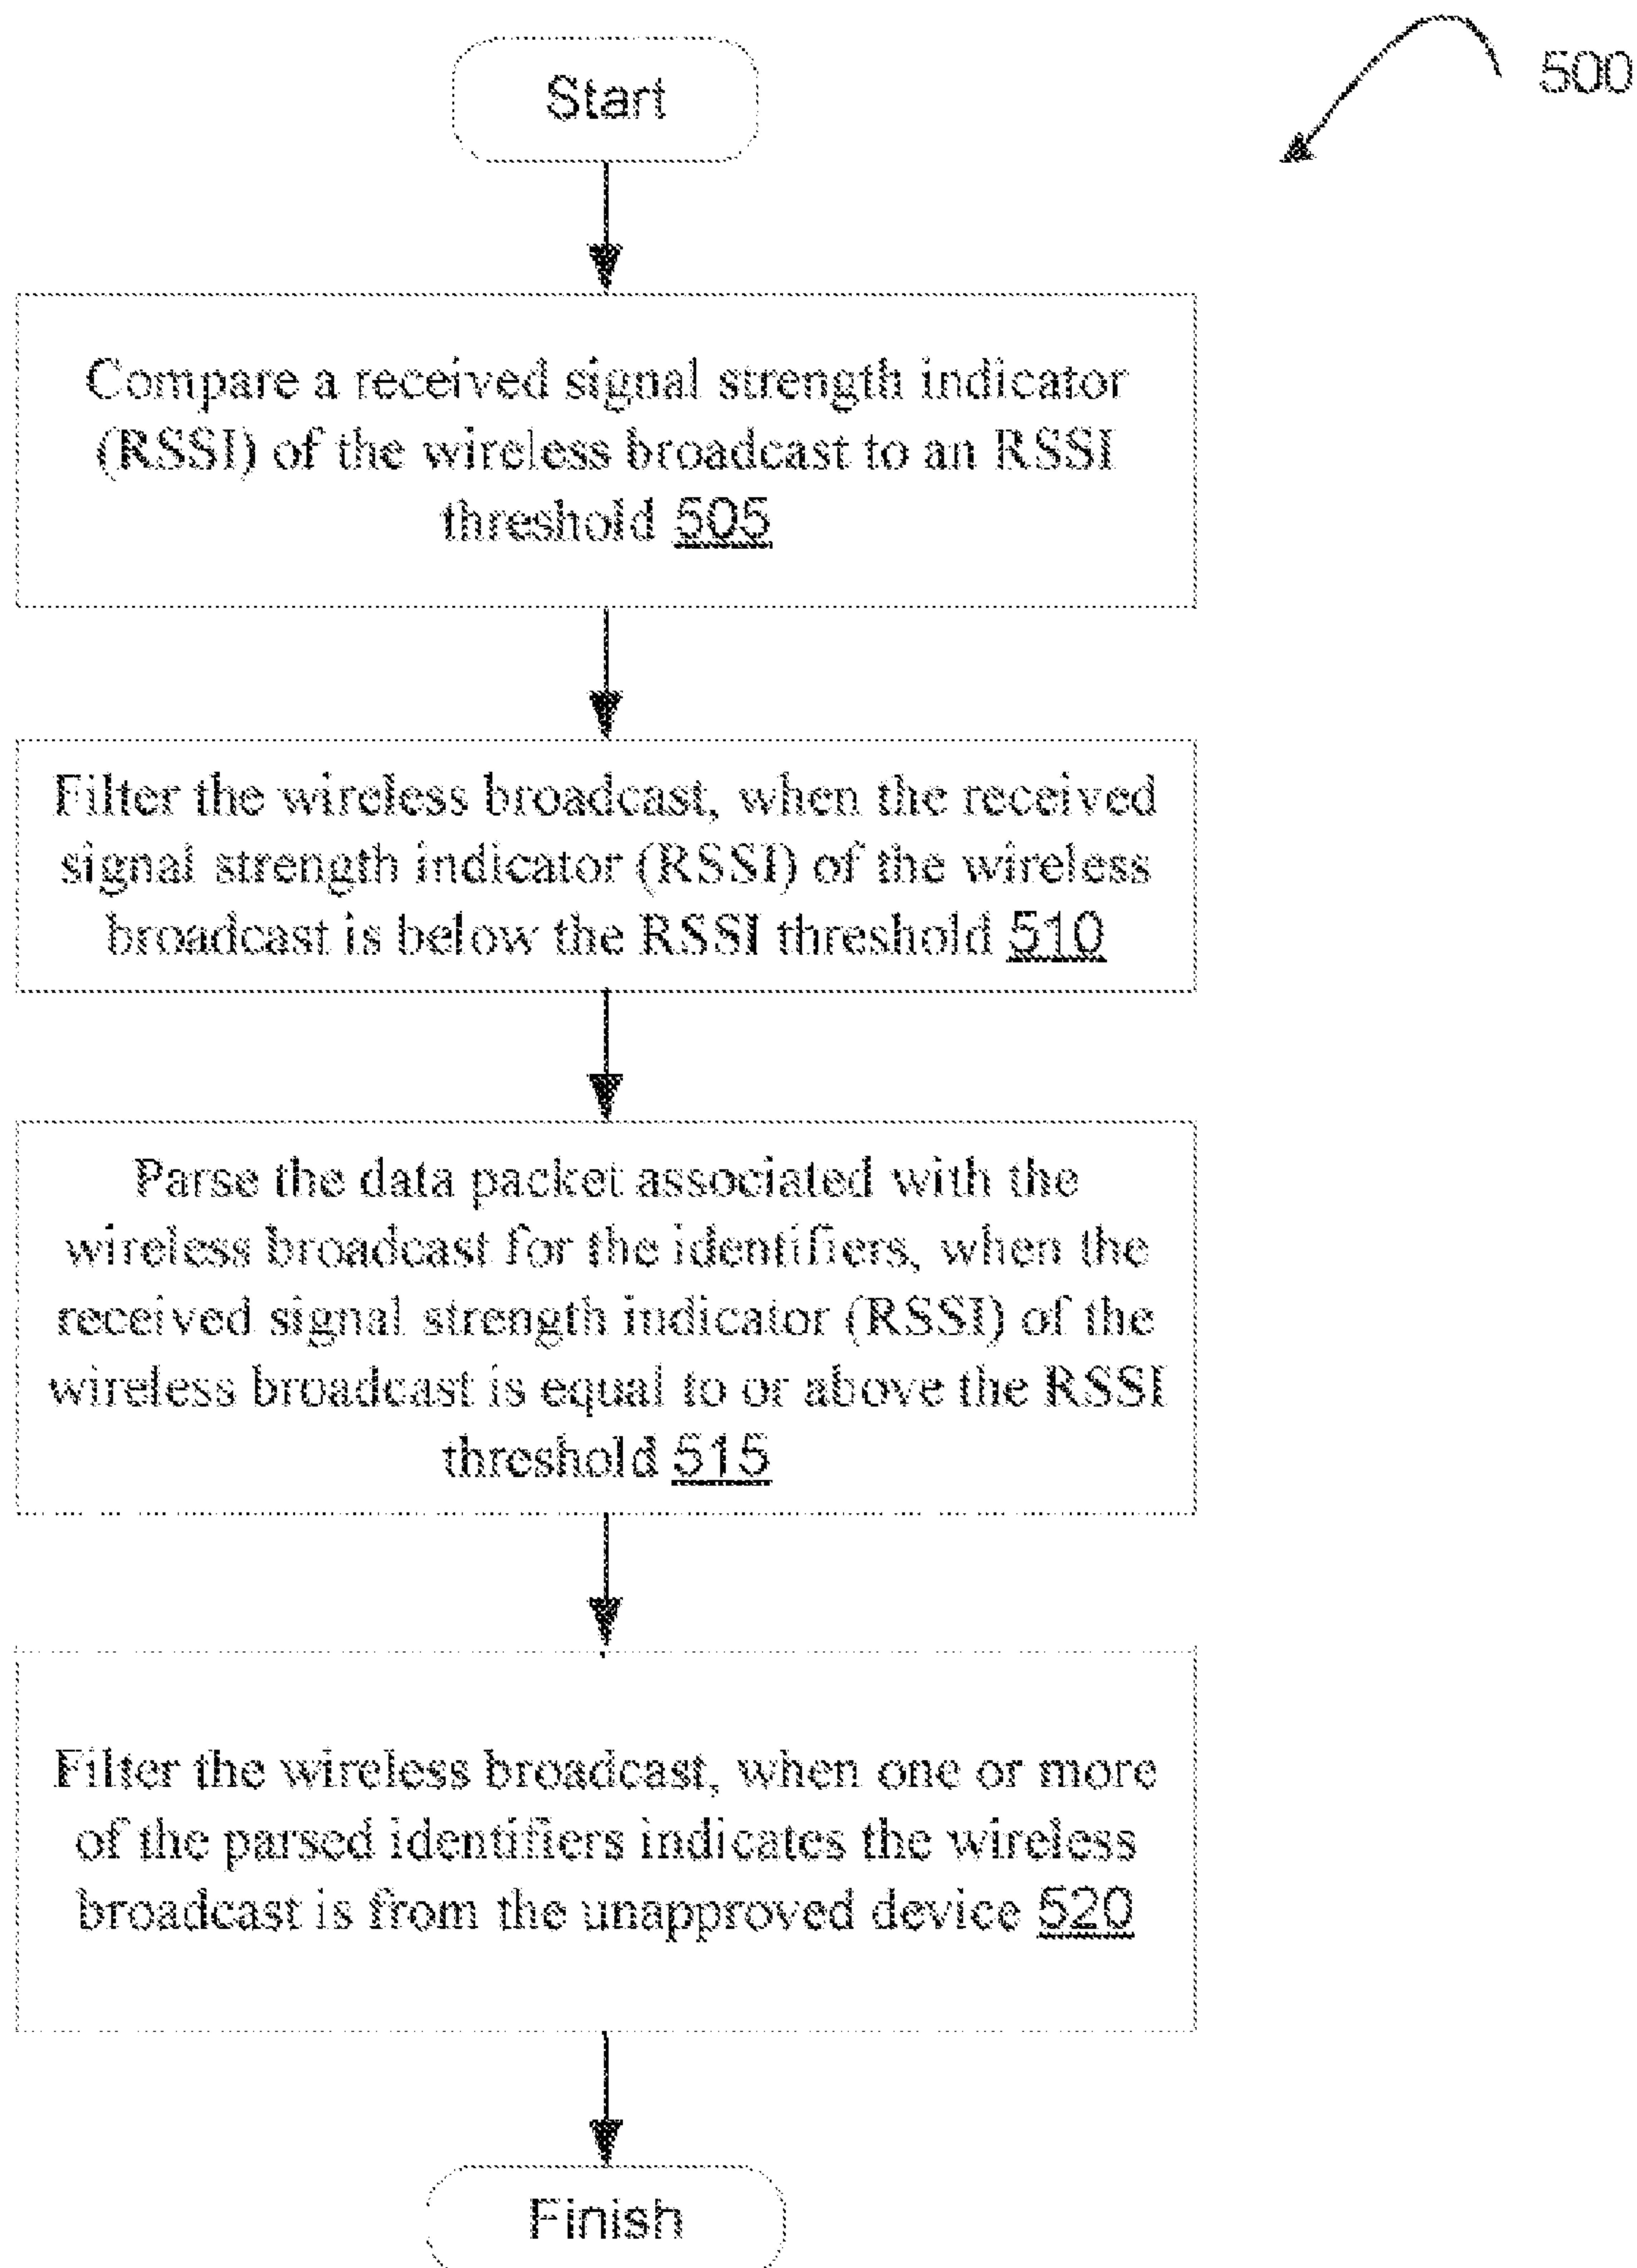 Start
500
Compare a received signal strength indicator
(RSSI) of the wireless broadcast to an RSSI
threshold 505
Filter the wireless broadcast, when the received
signal strength indicator (RSSI) of the wireless
broadcast is below the RSSI threshold 510
Parse the data packet associated with the
wireless broadcast for the identifiers, when the
received signal strength indicator (RSSI) of the
wireless broadcast is equal to or above the RSSI
threshold 515
Filter the wireless broadcast, when one or more
of the parsed identifiers indicates the wireless
broadcast is from the unapproved device 520
Finish